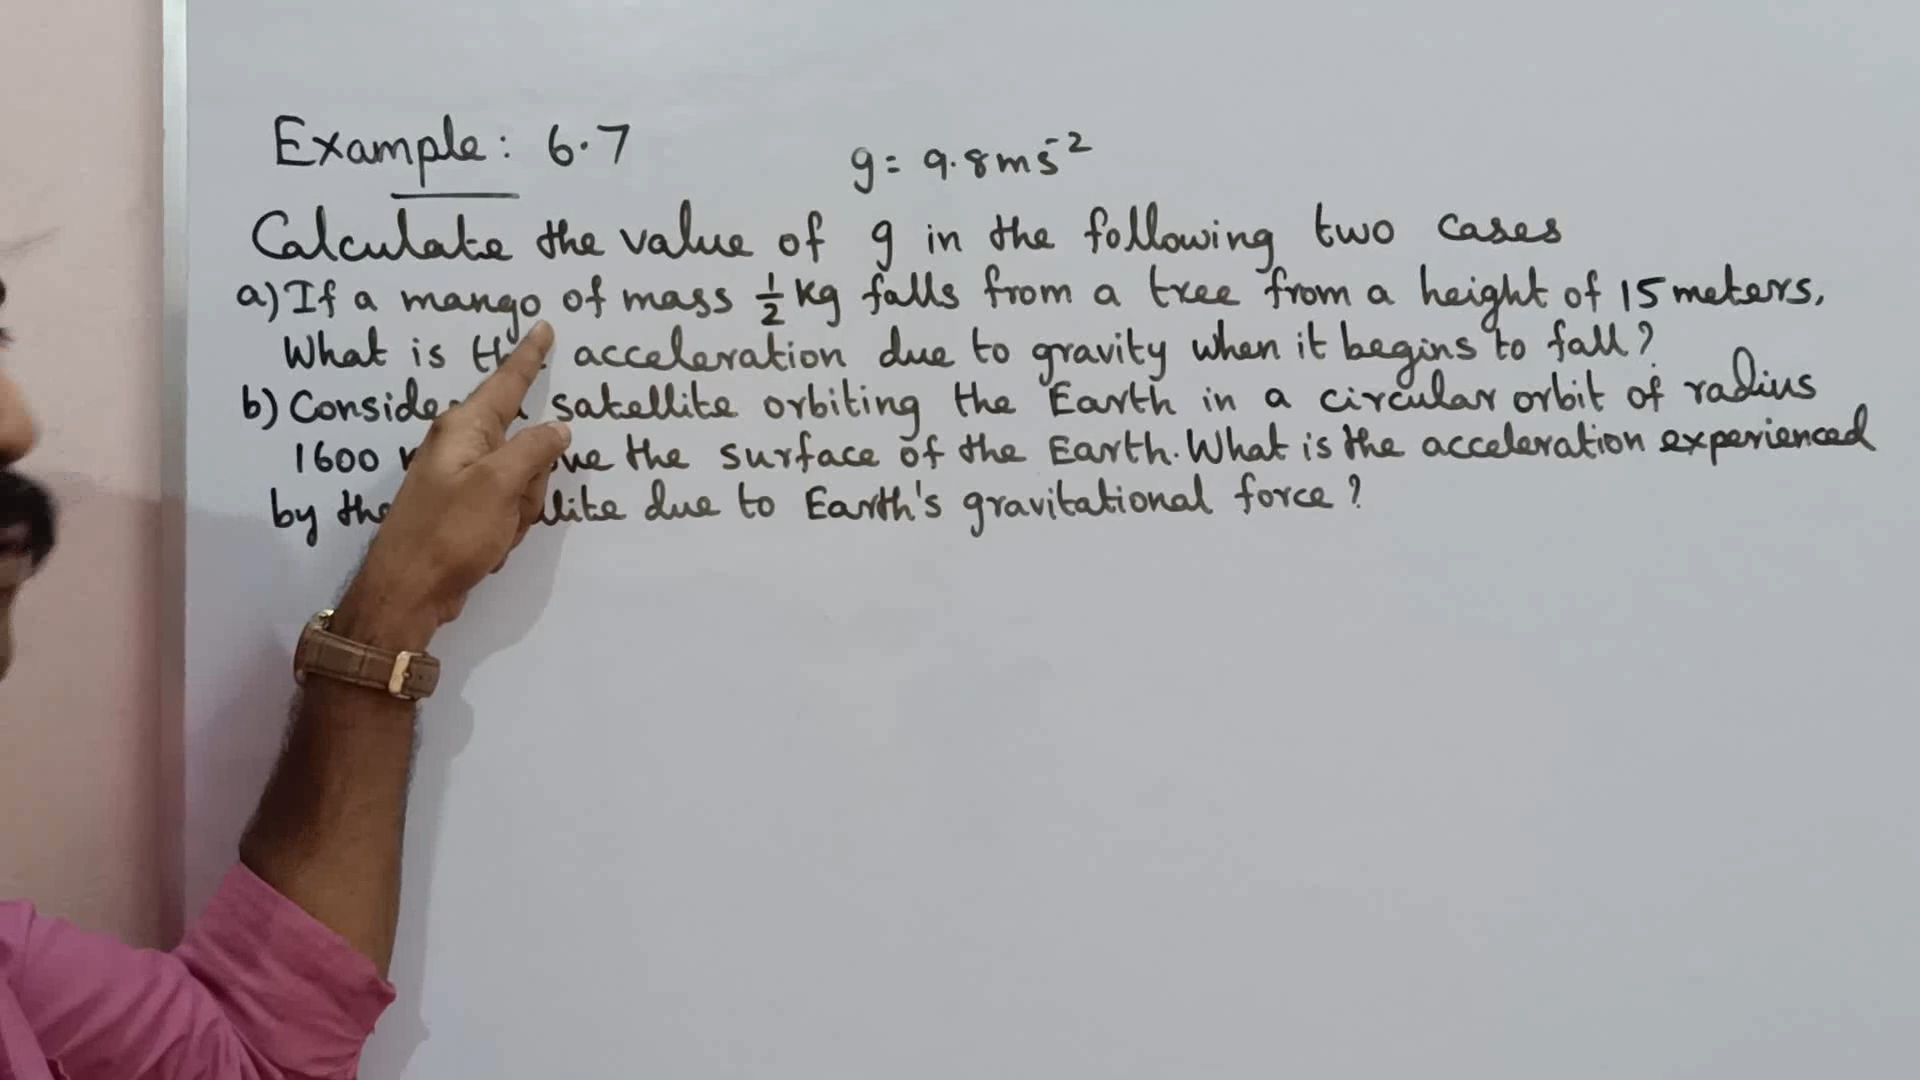 Example: 6.7
g = 9.8 ms⁻²
Calculate the value of g in the following two cases
a) If a mango of mass ½ kg falls from a tree from a height of 15 meters,
What is acceleration due to gravity when it begins to fall?
b) satellite orbiting the Earth in a circular orbit of radius
1600 the surface of the Earth. What is the acceleration experienced
by due to Earth's gravitational force?